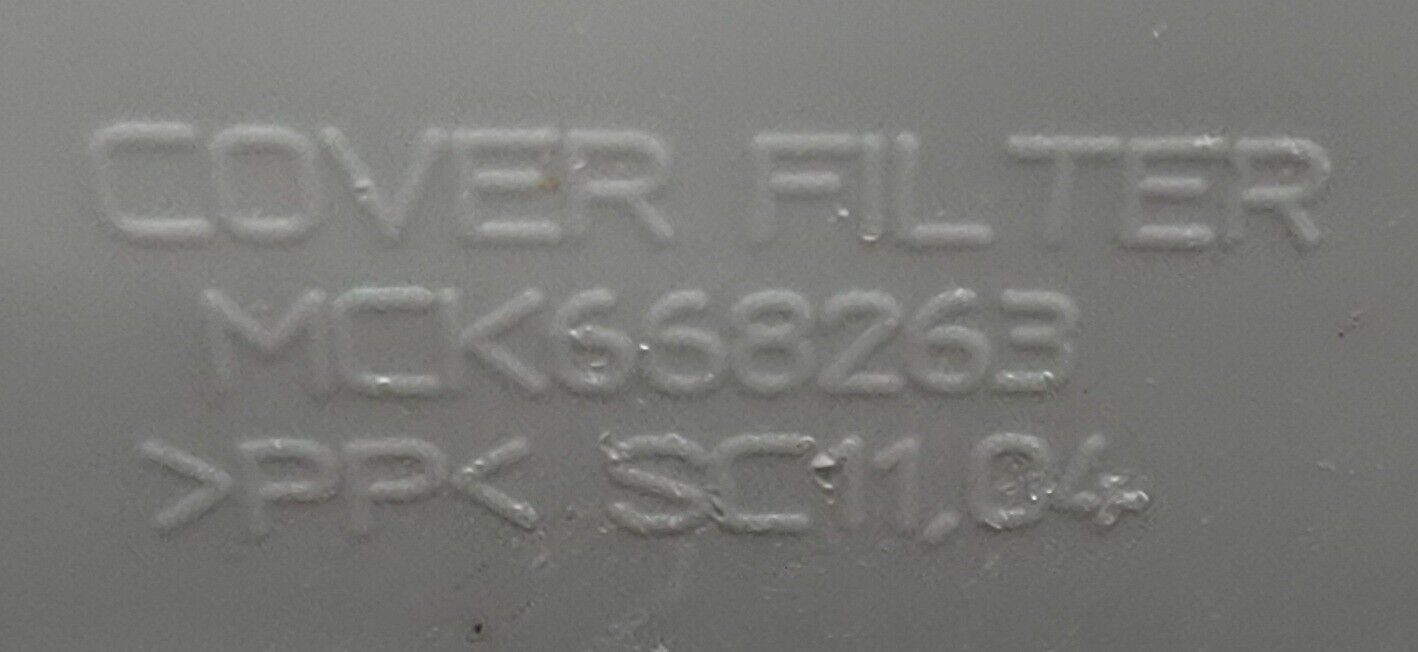 COVER FILTER
MCK668263
>PP< SC11,04